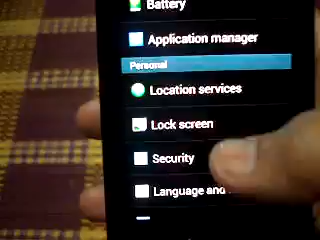 Battery
Application manager
Personal
Location services
Lock screen
Security
Language and